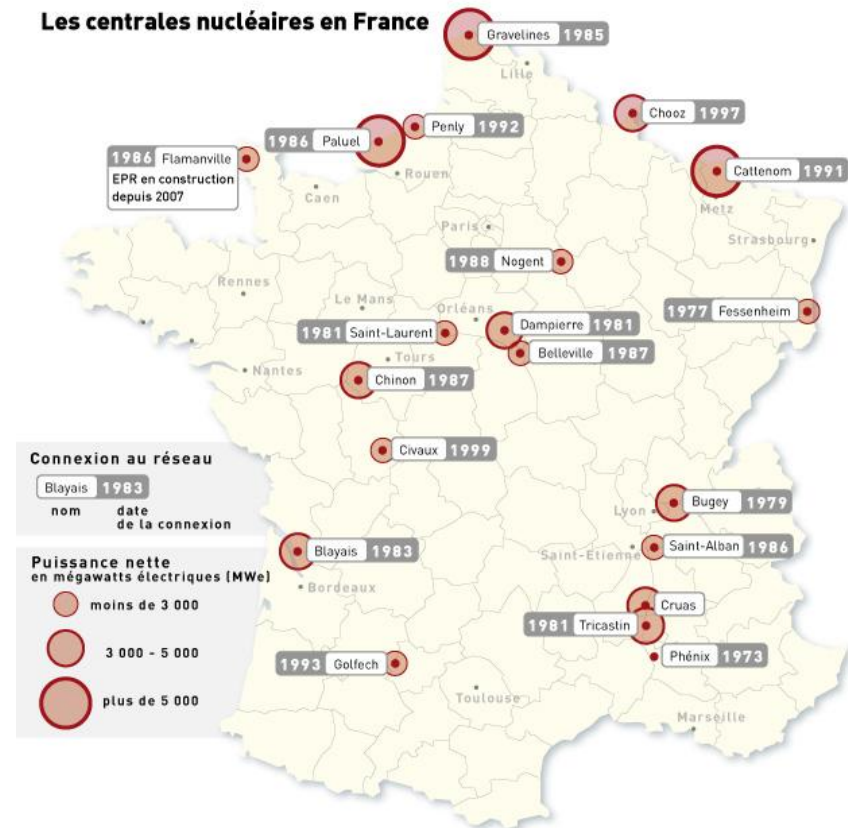 Les centrales nucléaires en France
Gravelines 1985
Lille
Chooz 1997
1986 Paluel
Penly 1992
1986 Flamanville
EPR en construction
depuis 2007
Rouen
Caen
Cattenom 1991
Metz
Paris
Strasbourg
1988 Nogent
Rennes
Le Mans
Orléans
1977 Fessenheim
1981 Saint-Laurent
Dampierre 1981
Belleville 1987
Tours
Nantes
Chinon 1987
Civaux 1999
Connexion au réseau
Blayais 1983
nom date
de la connexion
Bugey 1979
Lyon
Saint-Etienne
Saint-Alban 1986
Blayais 1983
Bordeaux
Puissance nette
en mégawatts électriques (MWe)
moins de 3 000
3 000 - 5 000
plus de 5 000
Cruas
1981 Tricastin
Phénix 1973
1993 Golfech
Toulouse
Marseille